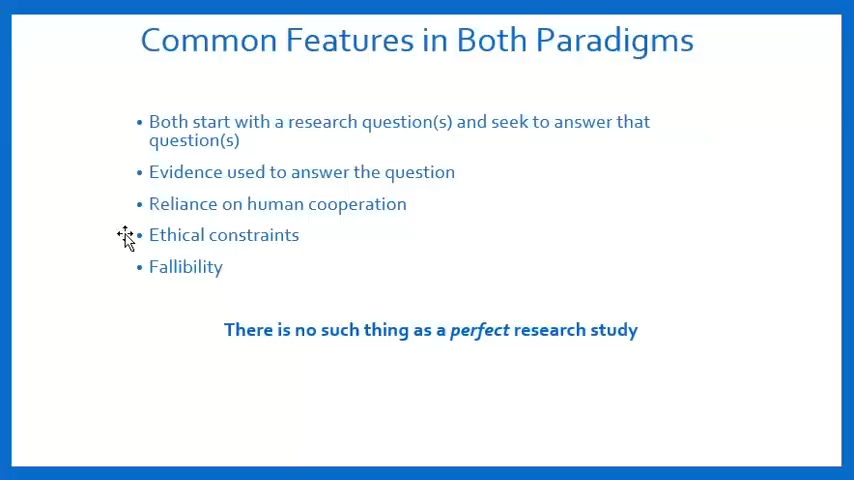 Common Features in Both Paradigms
• Both start with a research question(s) and seek to answer that
question(s)
• Evidence used to answer the question
• Reliance on human cooperation
• Ethical constraints
• Fallibility
There is no such thing as a perfect research study